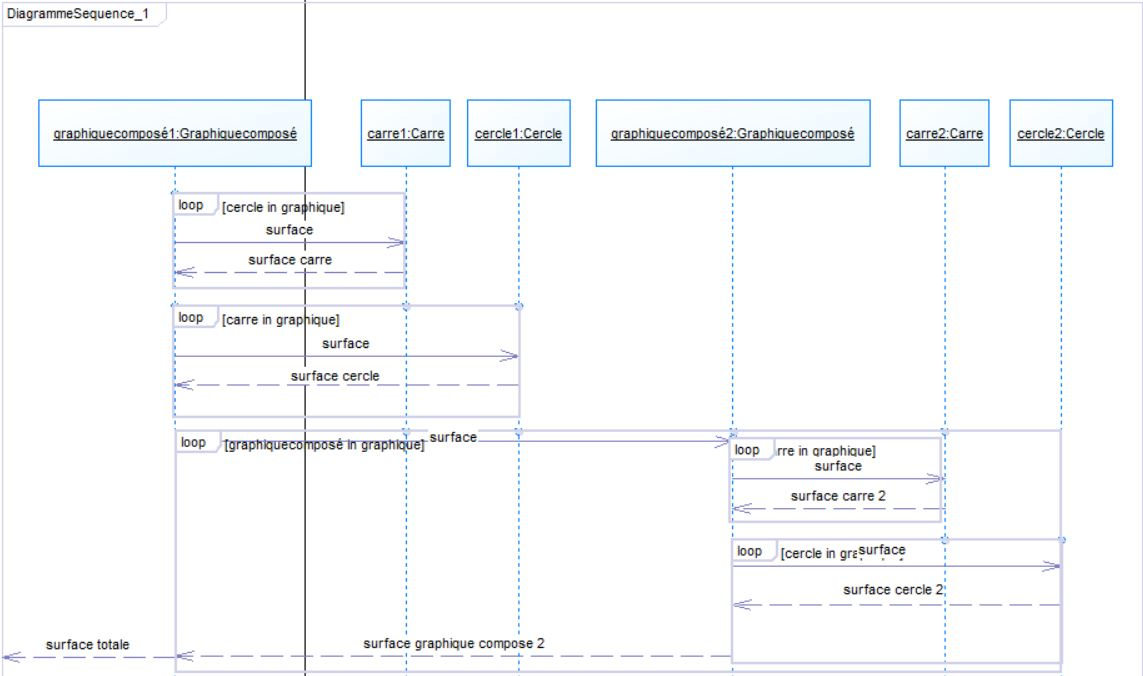 DiagrammeSequence_1
graphiquecomposé1:Graphiquecomposé
carre1:Carre
cercle1:Cercle
graphiquecomposé2:Graphiquecomposé
carre2:Carre
cercle2:Cercle
loop [cercle in graphique]
surface
surface carre
loop [carre in graphique]
surface
surface cercle
loop [graphiquecomposé in graphique]
surface
loop in graphique]
surface
surface carre 2
loop [cercle in
surface
surface cercle 2
surface graphique compose 2
surface totale